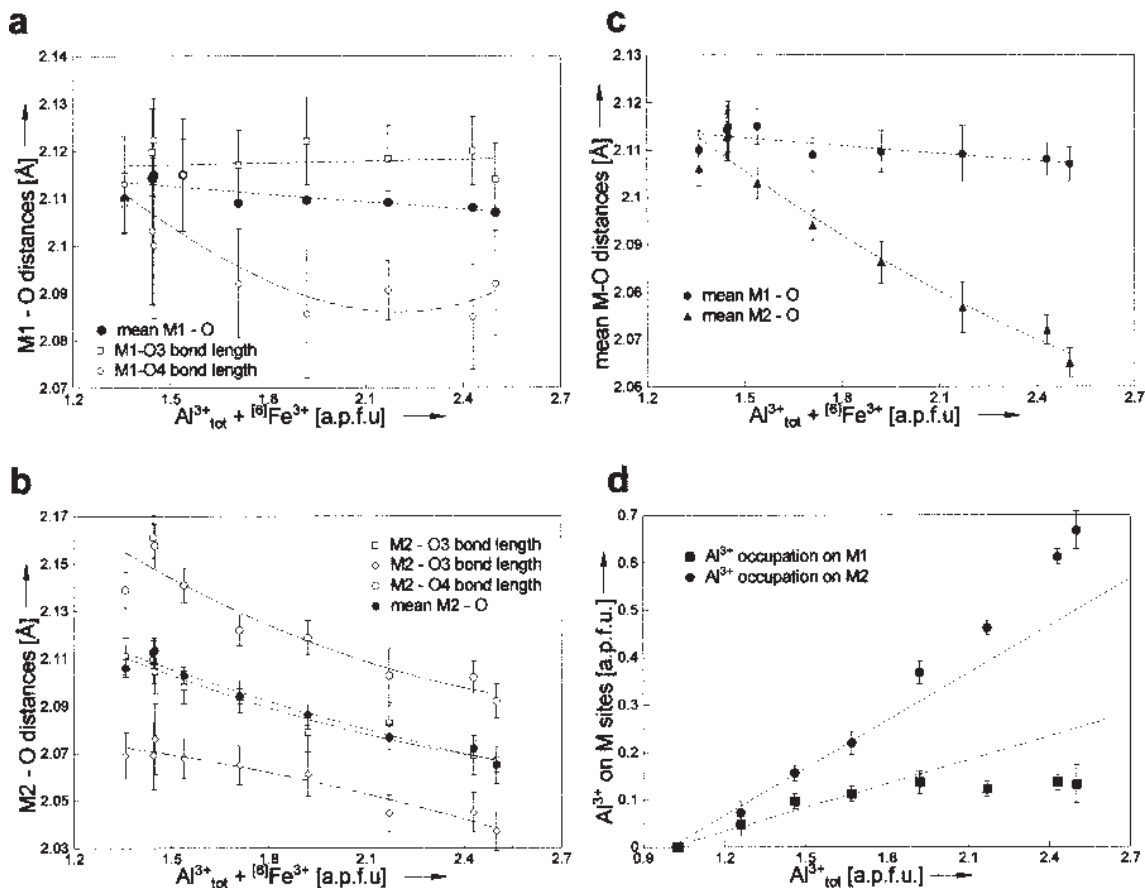 a
2.14
2.13
2.12
2.11
2.1
2.09
2.08
2.07
M1 - O distances [Å]
mean M1 - O
M1-O3 bond length
M1-O4 bond length
1.2
1.5
1.8
2.1
2.4
2.7
Al3+tot + [6]Fe3+ [a.p.f.u]
c
2.13
2.12
2.11
2.10
2.09
2.08
2.07
2.06
mean M-O distances [Å]
mean M1 - O
mean M2 - O
1.2
1.5
1.8
2.1
2.4
2.7
Al3+tot + [6]Fe3+ [a.p.f.u]
b
2.17
2.15
2.13
2.11
2.09
2.07
2.05
2.03
M2 - O distances [Å]
M2 - O3 bond length
M2 - O3 bond length
M2 - O4 bond length
mean M2 - O
1.2
1.5
1.8
2.1
2.4
2.7
Al3+tot + [6]Fe3+ [a.p.f.u]
d
0.7
0.6
0.5
0.4
0.3
0.2
0.1
0
Al3+ on M sites [a.p.f.u.]
Al3+ occupation on M1
Al3+ occupation on M2
0.9
1.2
1.5
1.8
2.1
2.4
2.7
Al3+tot [a.p.f.u.]